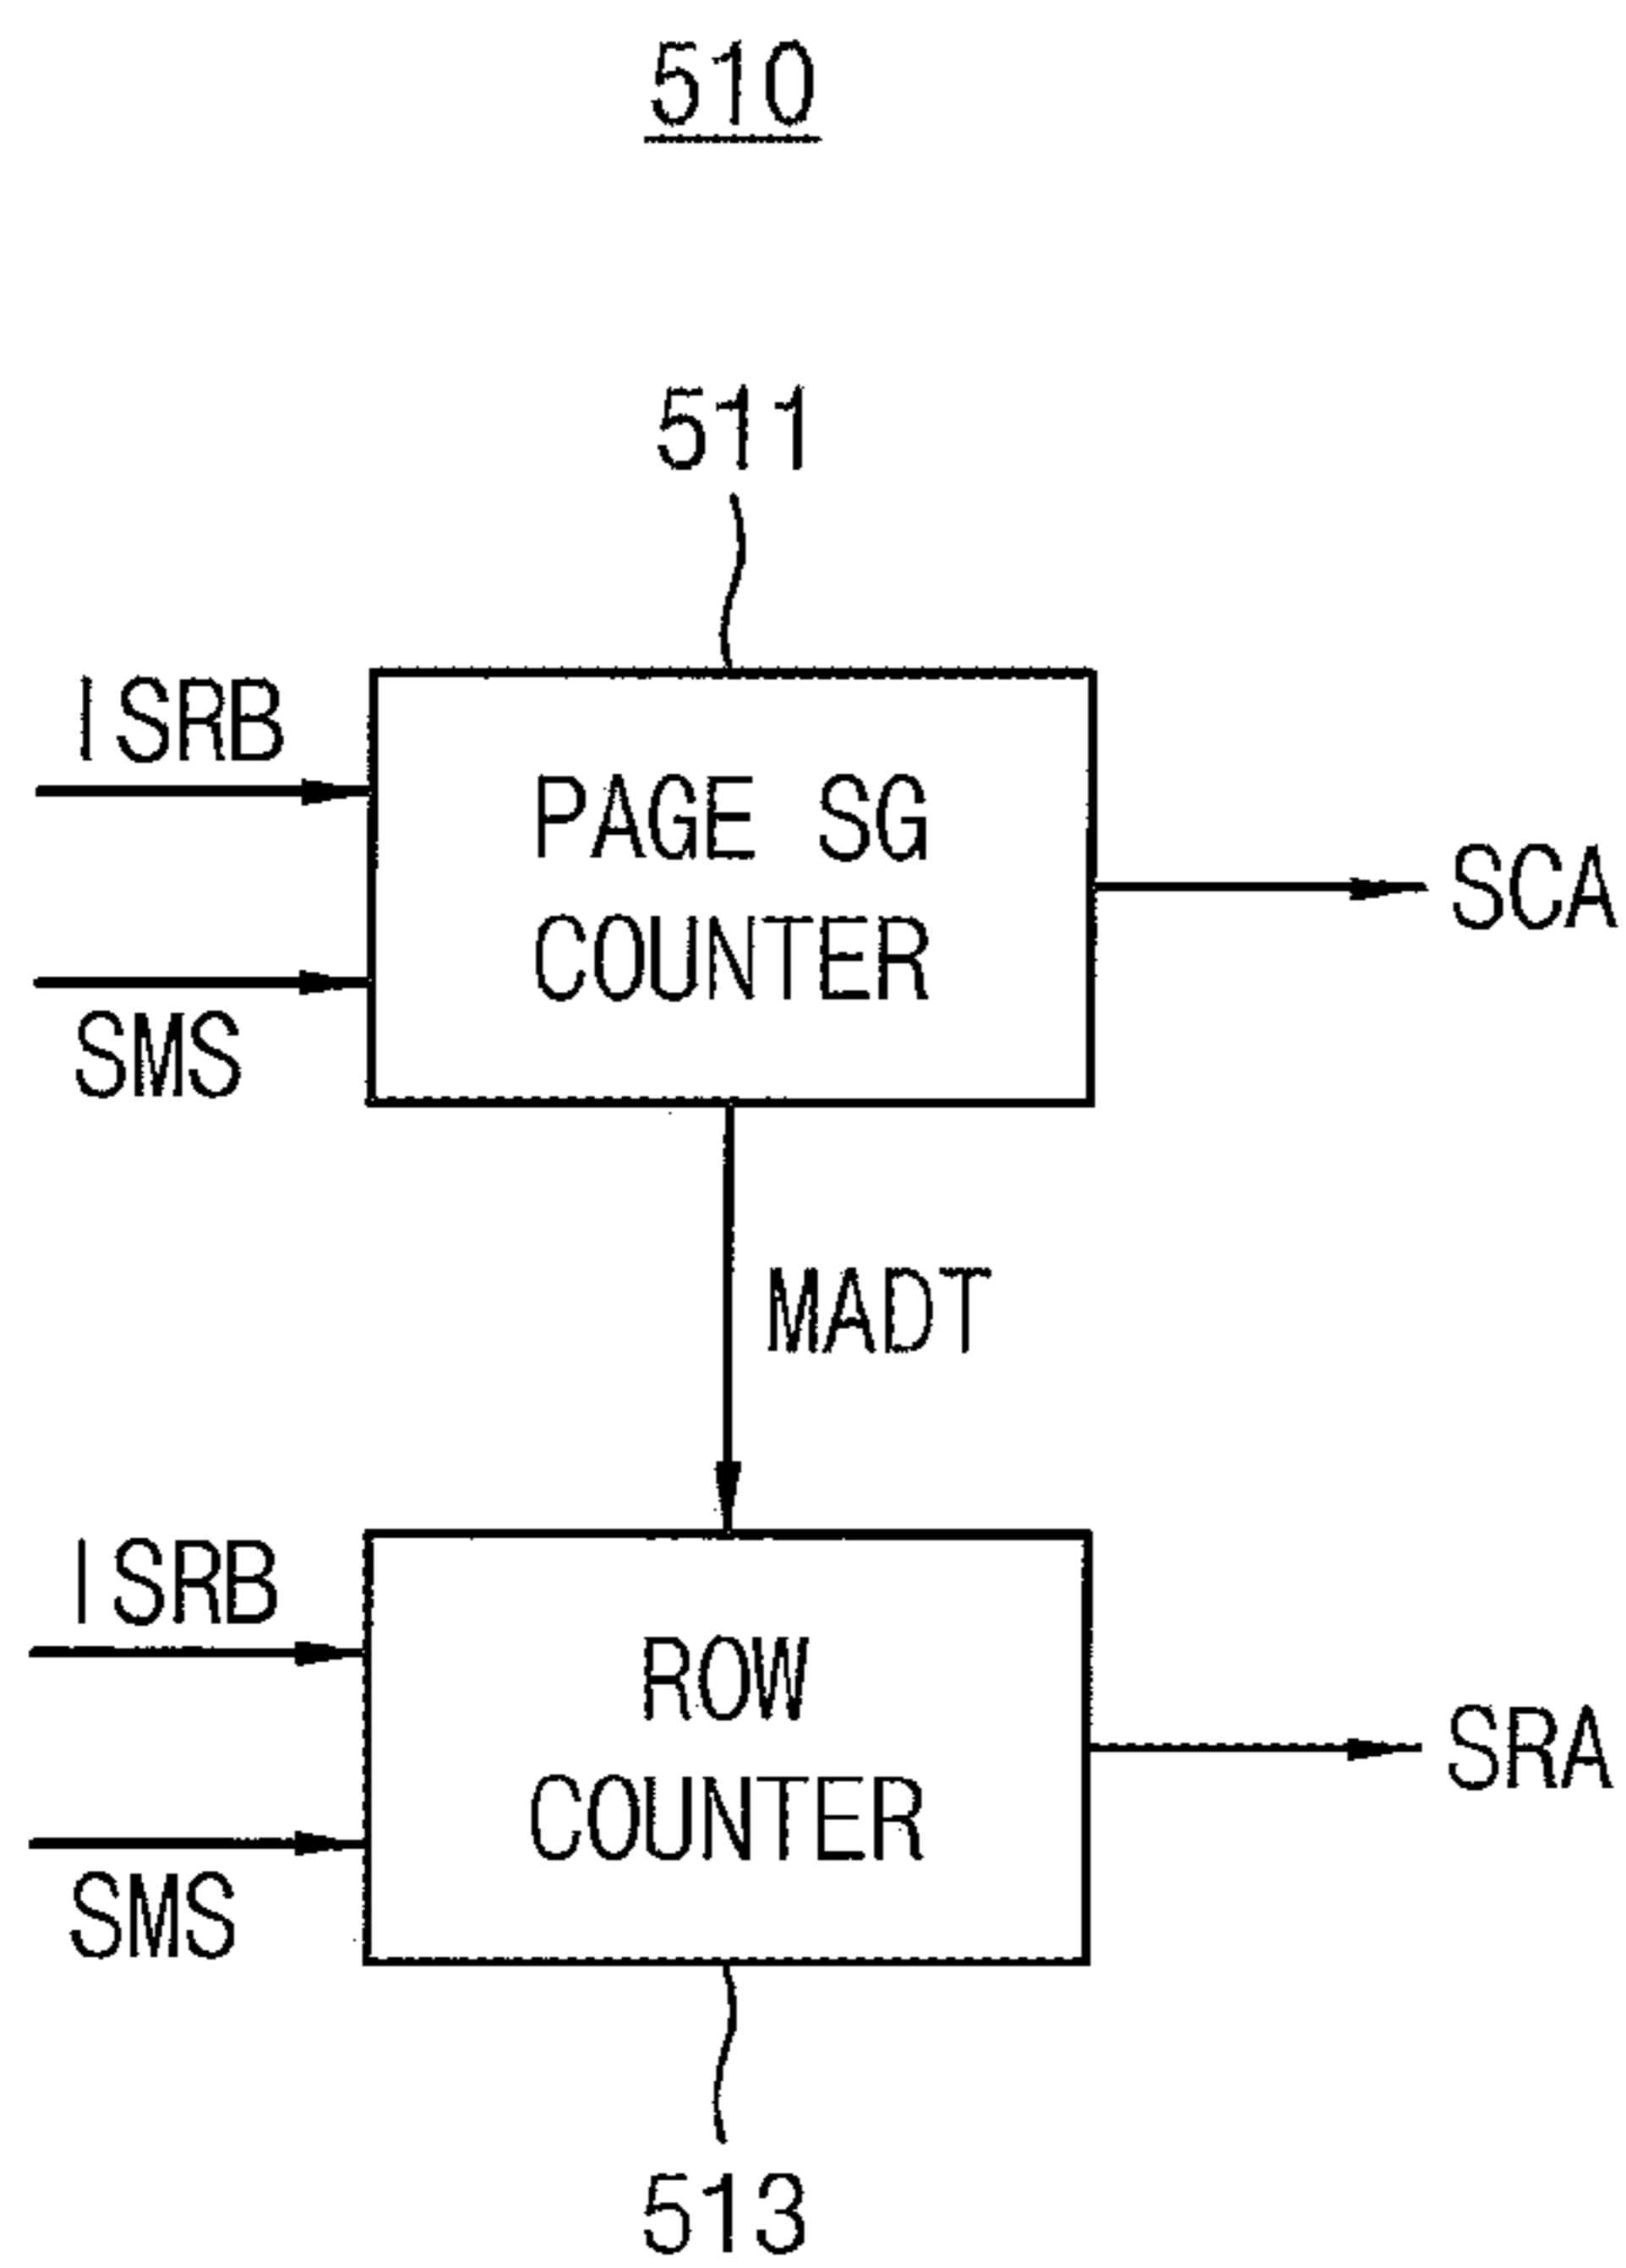 510
511
ISRB
PAGE SG
COUNTER
SCA
SMS
MADT
ISRB
ROW
COUNTER
SRA
SMS
513